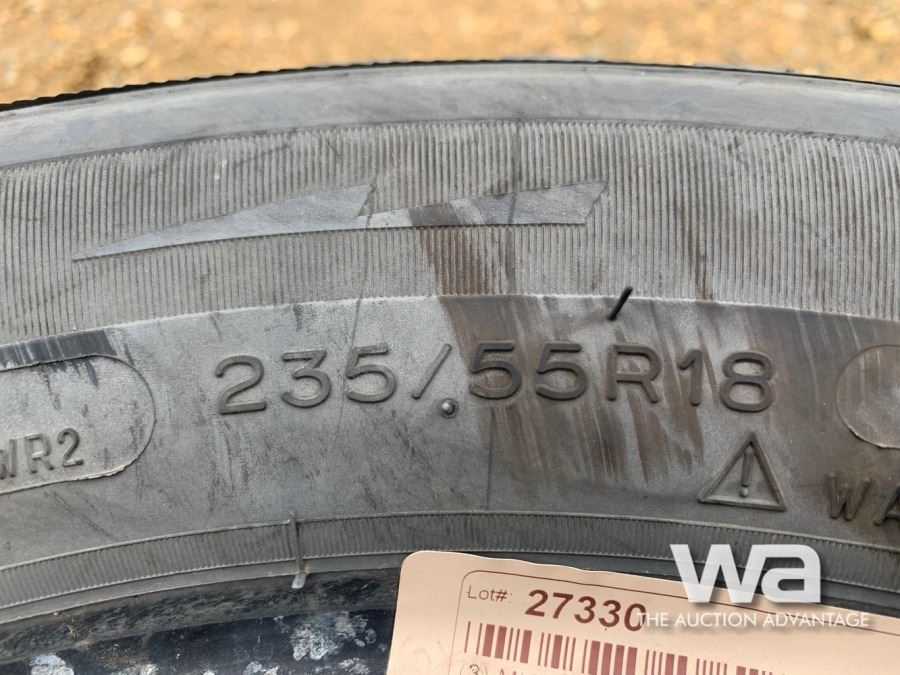 235/55R18
WR2
WA
Lot#: 27330
wa
THE AUCTION ADVANTAGE